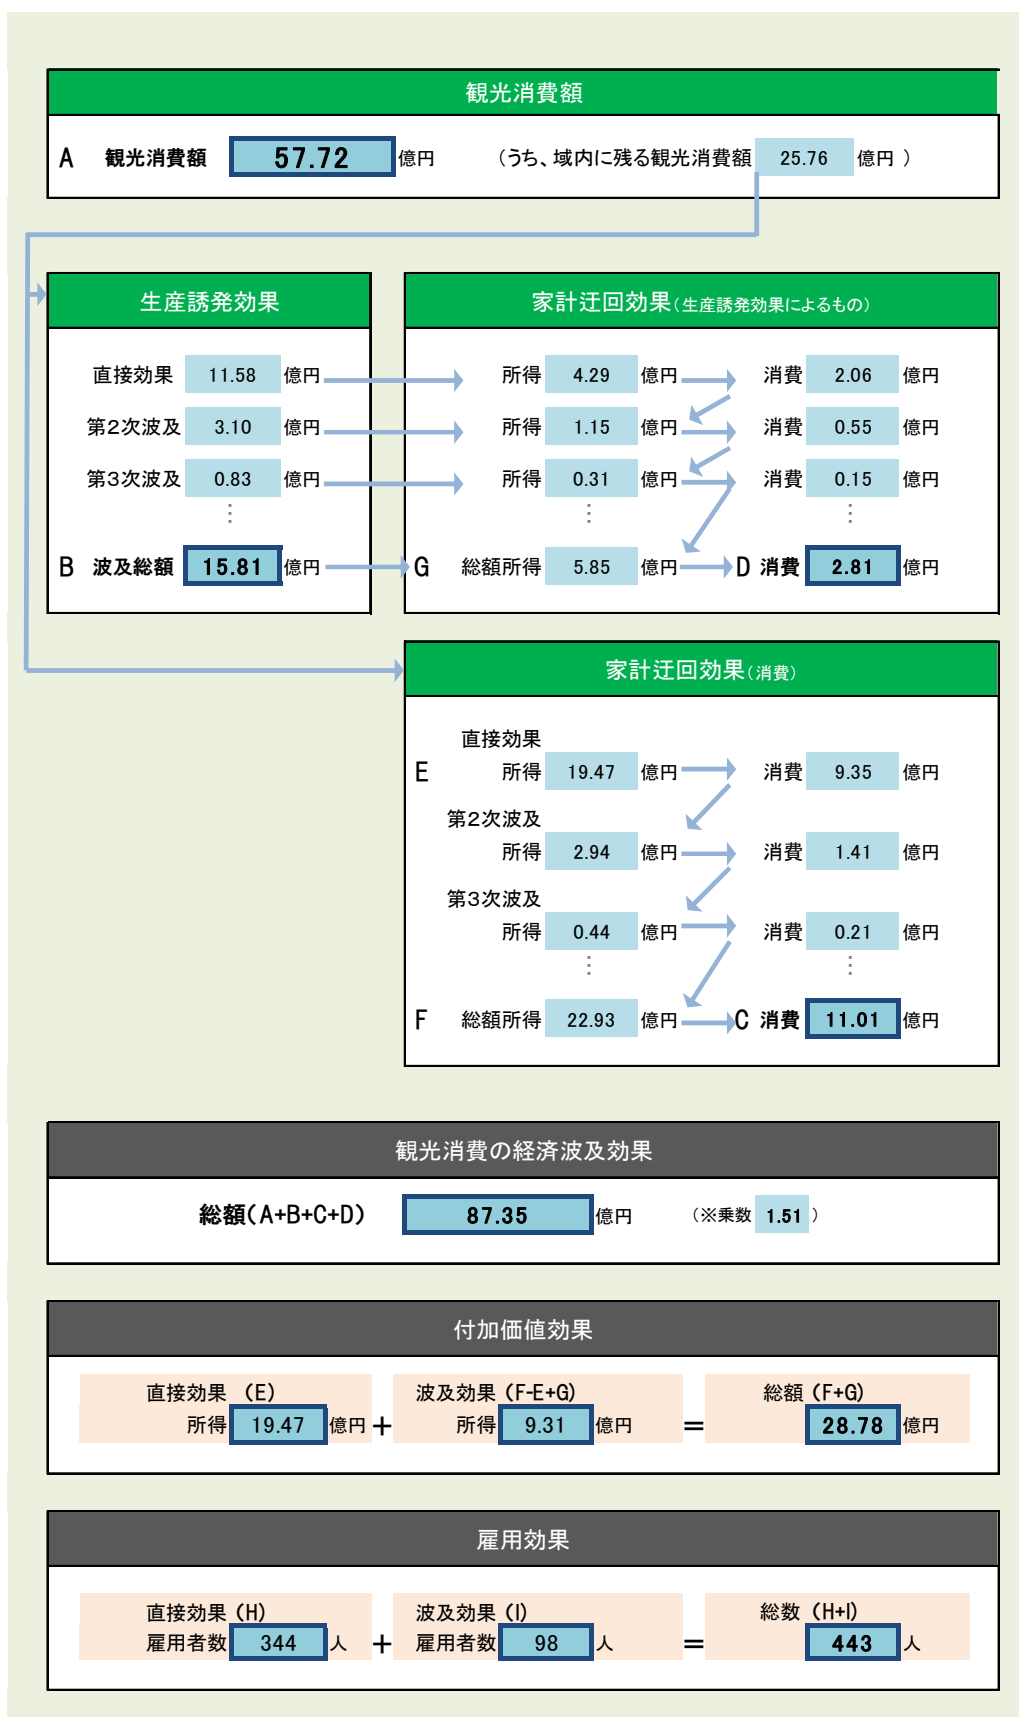 観光消費額
A 観光消費額 57.72 億円 （うち、域内に残る観光消費額 25.76 億円 ）
生産誘発効果
直接効果 11.58 億円
第２次波及 3.10 億円
第３次波及 0.83 億円
⋮
B 波及総額 15.81 億円
家計迂回効果（生産誘発効果によるもの）
所得 4.29 億円 消費 2.06 億円
所得 1.15 億円 消費 0.55 億円
所得 0.31 億円 消費 0.15 億円
⋮ ⋮
G 総額所得 5.85 億円 D 消費 2.81 億円
家計迂回効果（消費）
直接効果
E 所得 19.47 億円 消費 9.35 億円
第２次波及
所得 2.94 億円 消費 1.41 億円
第３次波及
所得 0.44 億円 消費 0.21 億円
⋮ ⋮
F 総額所得 22.93 億円 C 消費 11.01 億円
観光消費の経済波及効果
総額（A+B+C+D） 87.35 億円 （※乗数 1.51 ）
付加価値効果
直接効果 （E） 波及効果（F-E+G） 総額（F+G）
所得 19.47 億円 + 所得 9.31 億円 = 28.78 億円
雇用効果
直接効果（H） 波及効果（I） 総数（H+I）
雇用者数 344 人 + 雇用者数 98 人 = 443 人